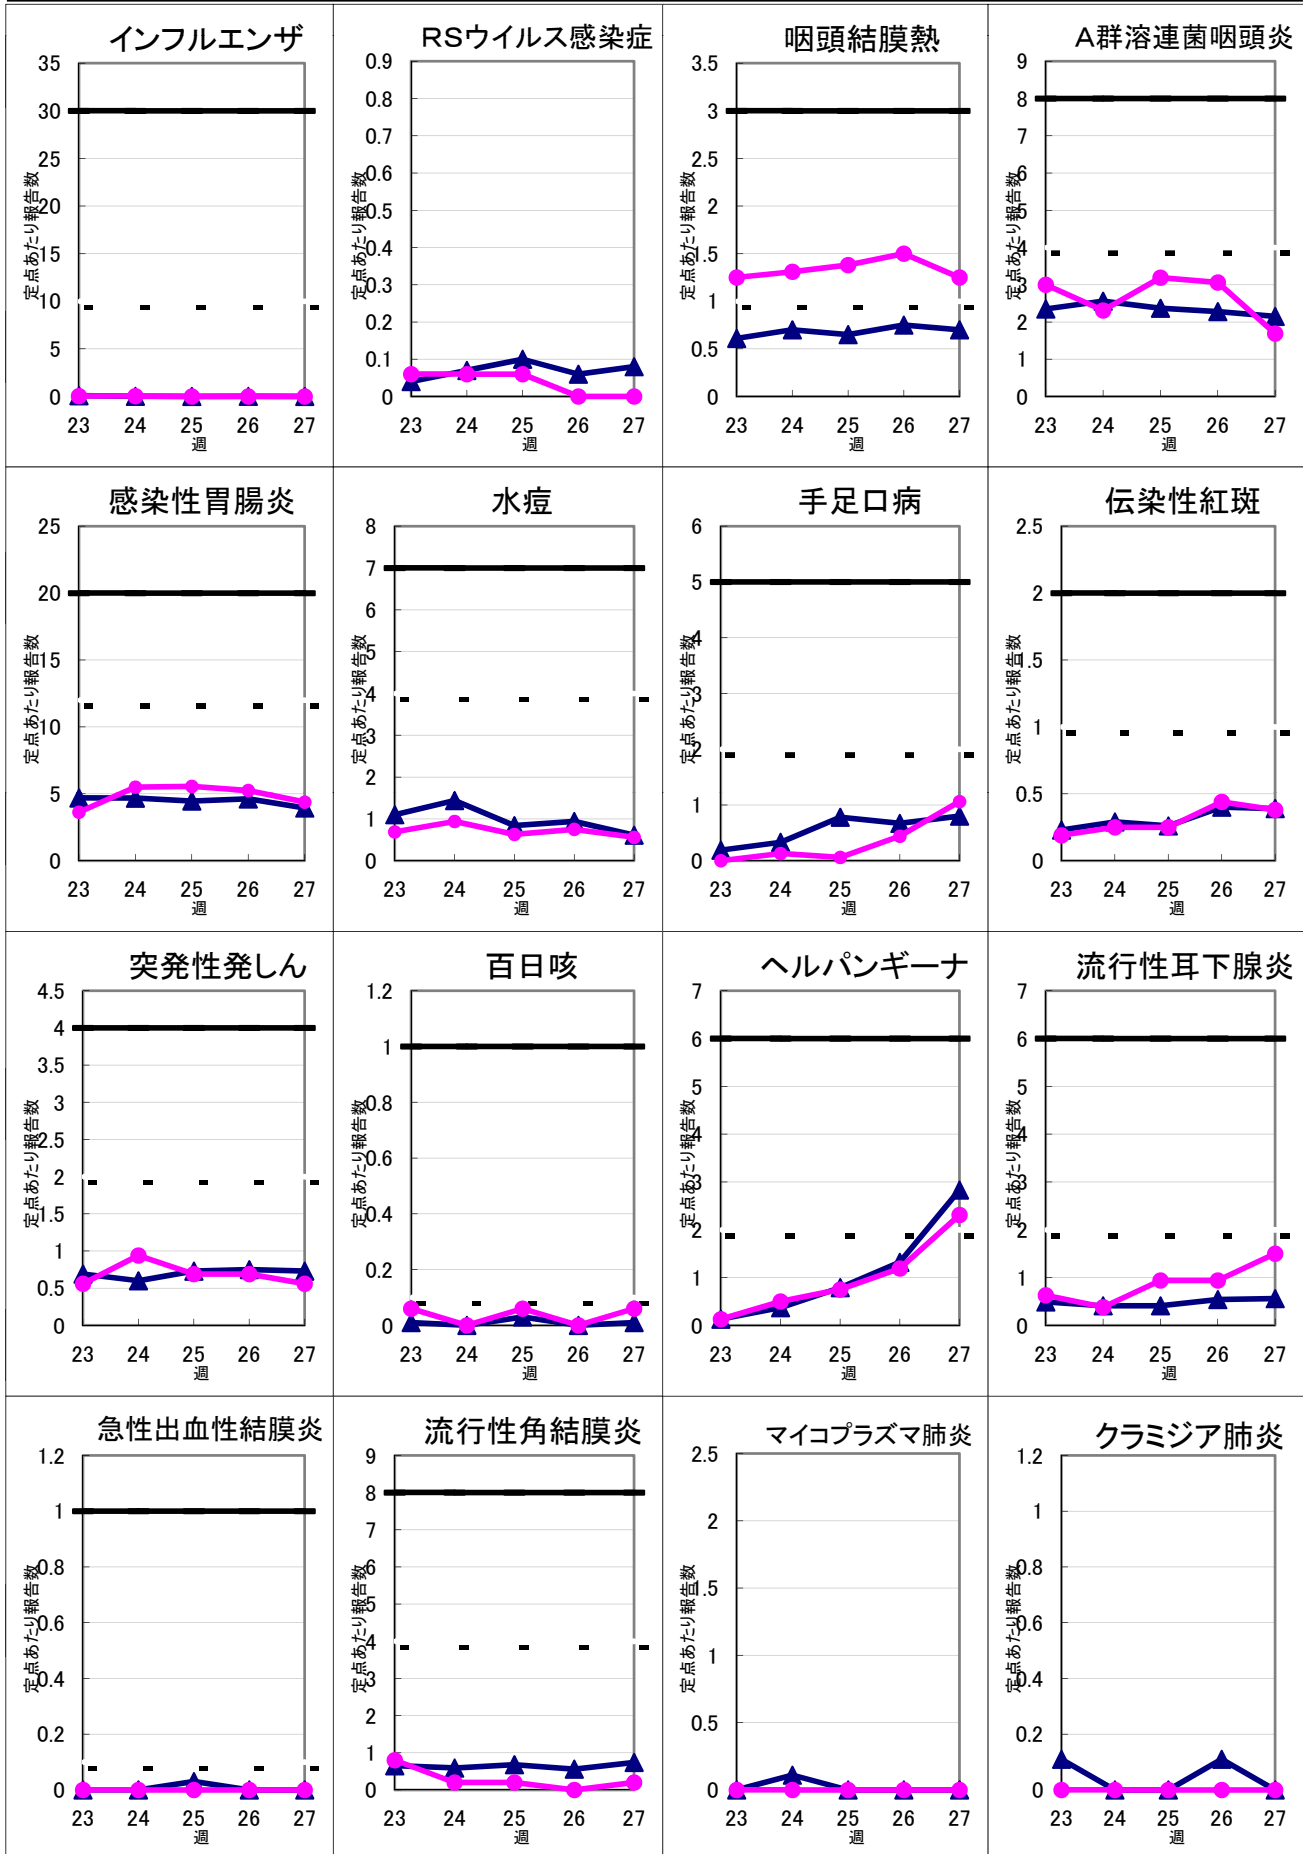 インフルエンザ
35
30
25
20
15
10
5
0
定点あたり報告数
23 24 25 26 27
週
RSウイルス感染症
0.9
0.8
0.7
0.6
0.5
0.4
0.3
0.2
0.1
0
定点あたり報告数
23 24 25 26 27
週
咽頭結膜熱
3.5
3
2.5
2
1.5
1
0.5
0
定点あたり報告数
23 24 25 26 27
週
A群溶連菌咽頭炎
9
8
7
6
5
4
3
2
1
0
定点あたり報告数
23 24 25 26 27
週
感染性胃腸炎
25
20
15
10
5
0
定点あたり報告数
23 24 25 26 27
週
水痘
8
7
6
5
4
3
2
1
0
定点あたり報告数
23 24 25 26 27
週
手足口病
6
5
4
3
2
1
0
定点あたり報告数
23 24 25 26 27
週
伝染性紅斑
2.5
2
1.5
1
0.5
0
定点あたり報告数
23 24 25 26 27
週
突発性発しん
4.5
4
3.5
3
2.5
2
1.5
1
0.5
0
定点あたり報告数
23 24 25 26 27
週
百日咳
1.2
1
0.8
0.6
0.4
0.2
0
定点あたり報告数
23 24 25 26 27
週
ヘルパンギーナ
7
6
5
4
3
2
1
0
定点あたり報告数
23 24 25 26 27
週
流行性耳下腺炎
7
6
5
4
3
2
1
0
定点あたり報告数
23 24 25 26 27
週
急性出血性結膜炎
1.2
1
0.8
0.6
0.4
0.2
0
定点あたり報告数
23 24 25 26 27
週
流行性角結膜炎
9
8
7
6
5
4
3
2
1
0
定点あたり報告数
23 24 25 26 27
週
マイコプラズマ肺炎
2.5
2
1.5
1
0.5
0
定点あたり報告数
23 24 25 26 27
週
クラミジア肺炎
1.2
1
0.8
0.6
0.4
0.2
0
定点あたり報告数
23 24 25 26 27
週